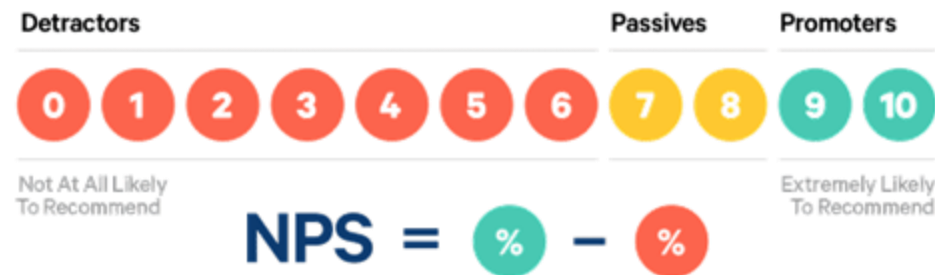 Detractors Passives Promoters
0 1 2 3 4 5 6 7 8 9 10
Not At All Likely
To Recommend
Extremely Likely
To Recommend
NPS = % – %